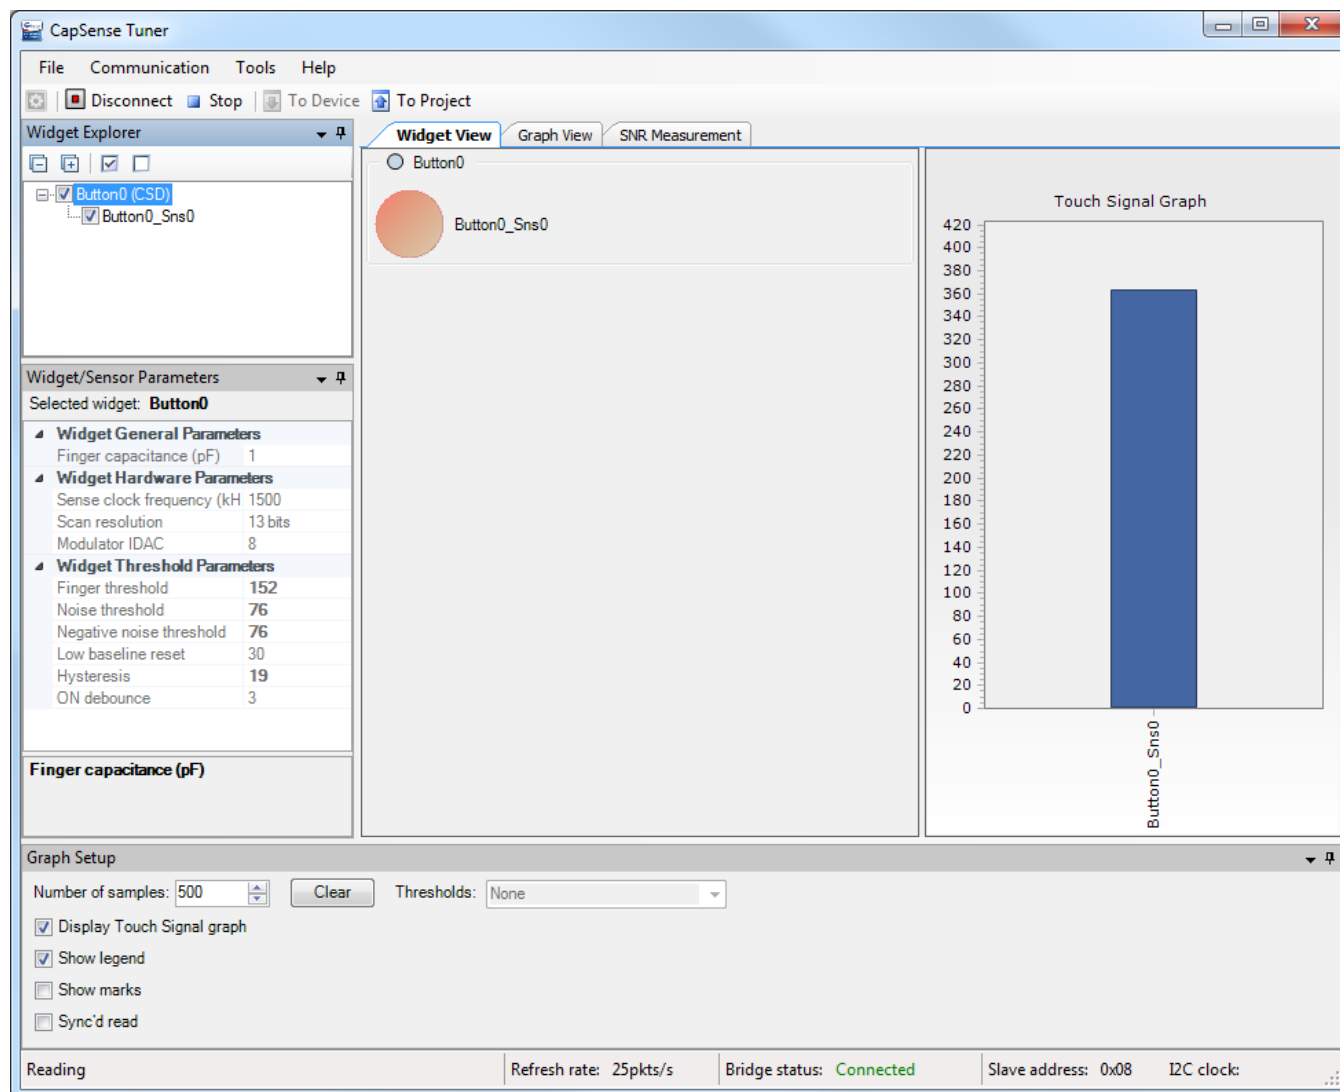 CapSense Tuner
File Communication Tools Help
Disconnect Stop To Device To Project
Widget Explorer
Button0 (CSD)
Button0_Sns0
Widget/Sensor Parameters
Selected widget: Button0
Widget General Parameters
Finger capacitance (pF) 1
Widget Hardware Parameters
Sense clock frequency (kH 1500
Scan resolution 13 bits
Modulator IDAC 8
Widget Threshold Parameters
Finger threshold 152
Noise threshold 76
Negative noise threshold 76
Low baseline reset 30
Hysteresis 19
ON debounce 3
Finger capacitance (pF)
Widget View Graph View SNR Measurement
Button0
Button0_Sns0
Touch Signal Graph
420
400
380
360
340
320
300
280
260
240
220
200
180
160
140
120
100
80
60
40
20
0
Button0_Sns0
Graph Setup
Number of samples: 500 Clear Thresholds: None
Display Touch Signal graph
Show legend
Show marks
Sync'd read
Reading Refresh rate: 25pkts/s Bridge status: Connected Slave address: 0x08 I2C clock: